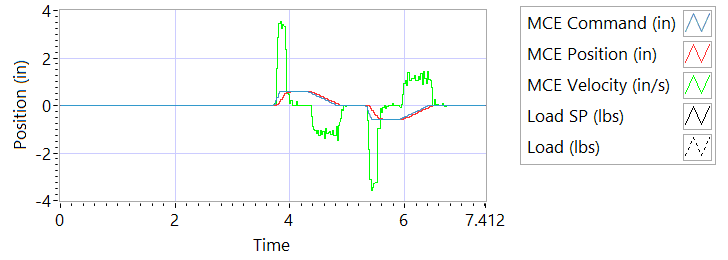 4
2
0
-2
-4
Position (in)
0
2
4
6
7.412
Time
MCE Command (in)
MCE Position (in)
MCE Velocity (in/s)
Load SP (lbs)
Load (lbs)